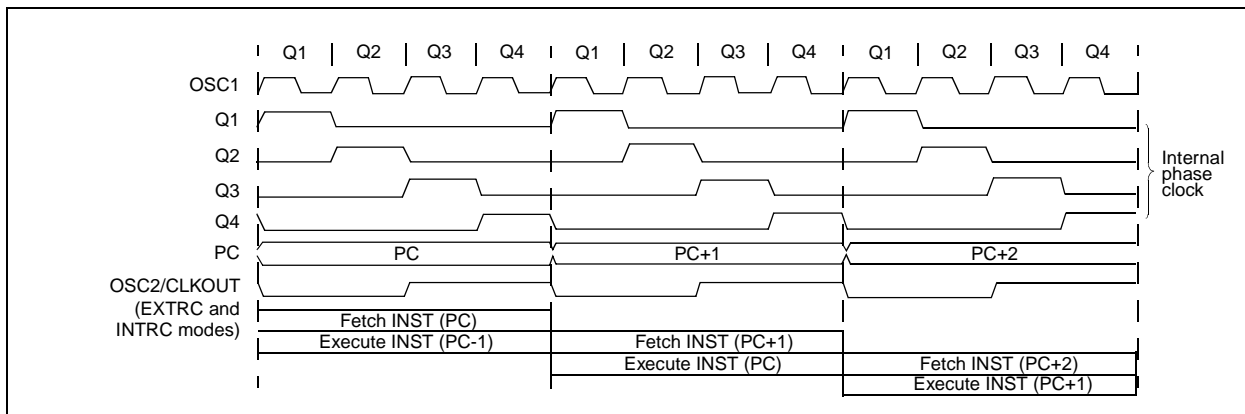 Q1 | Q2 | Q3 | Q4 | Q1 | Q2 | Q3 | Q4 | Q1 | Q2 | Q3 | Q4
OSC1
Q1
Q2
Q3
Q4
PC
PC
PC+1
PC+2
OSC2/CLKOUT
(EXTRC and
INTRC modes)
Internal
phase
clock
Fetch INST (PC)
Execute INST (PC-1)
Fetch INST (PC+1)
Execute INST (PC)
Fetch INST (PC+2)
Execute INST (PC+1)